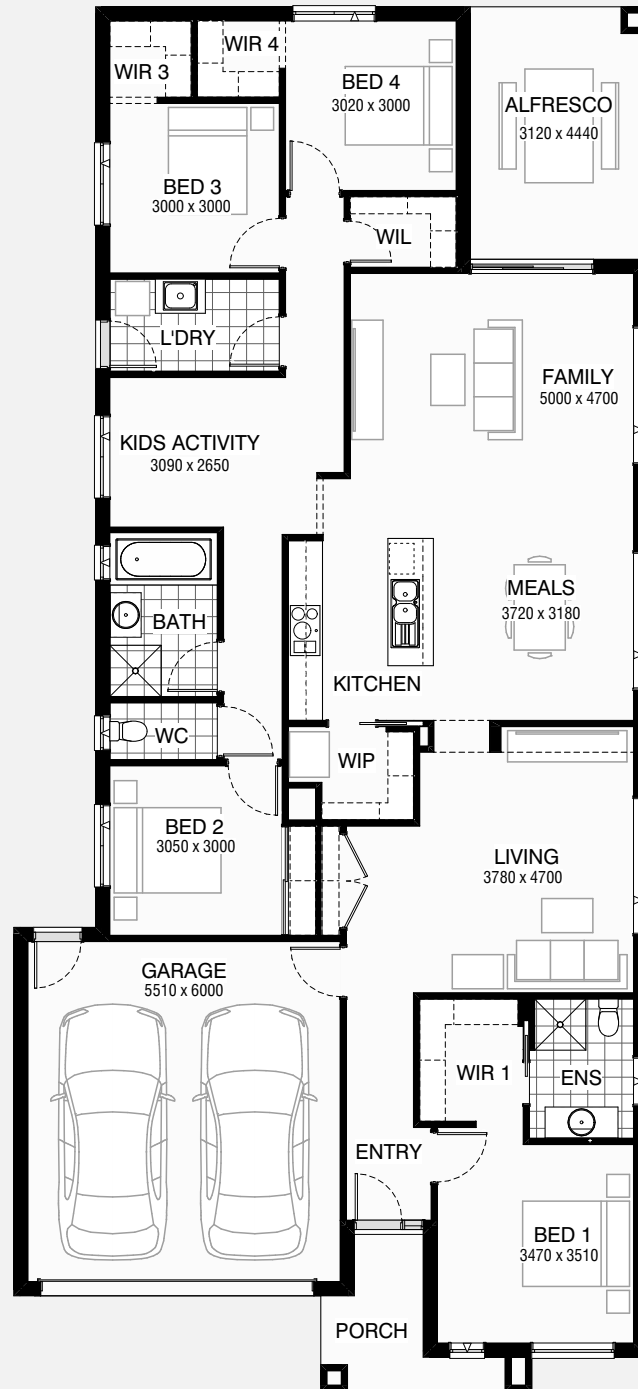 WIR 3
WIR 4
BED 4
3020 x 3000
ALFRESCO
3120 x 4440
BED 3
3000 x 3000
WIL
L'DRY
FAMILY
5000 x 4700
KIDS ACTIVITY
3090 x 2650
MEALS
3720 x 3180
BATH
KITCHEN
WC
WIP
BED 2
3050 x 3000
LIVING
3780 x 4700
GARAGE
5510 x 6000
WIR 1
ENS
ENTRY
BED 1
3470 x 3510
PORCH